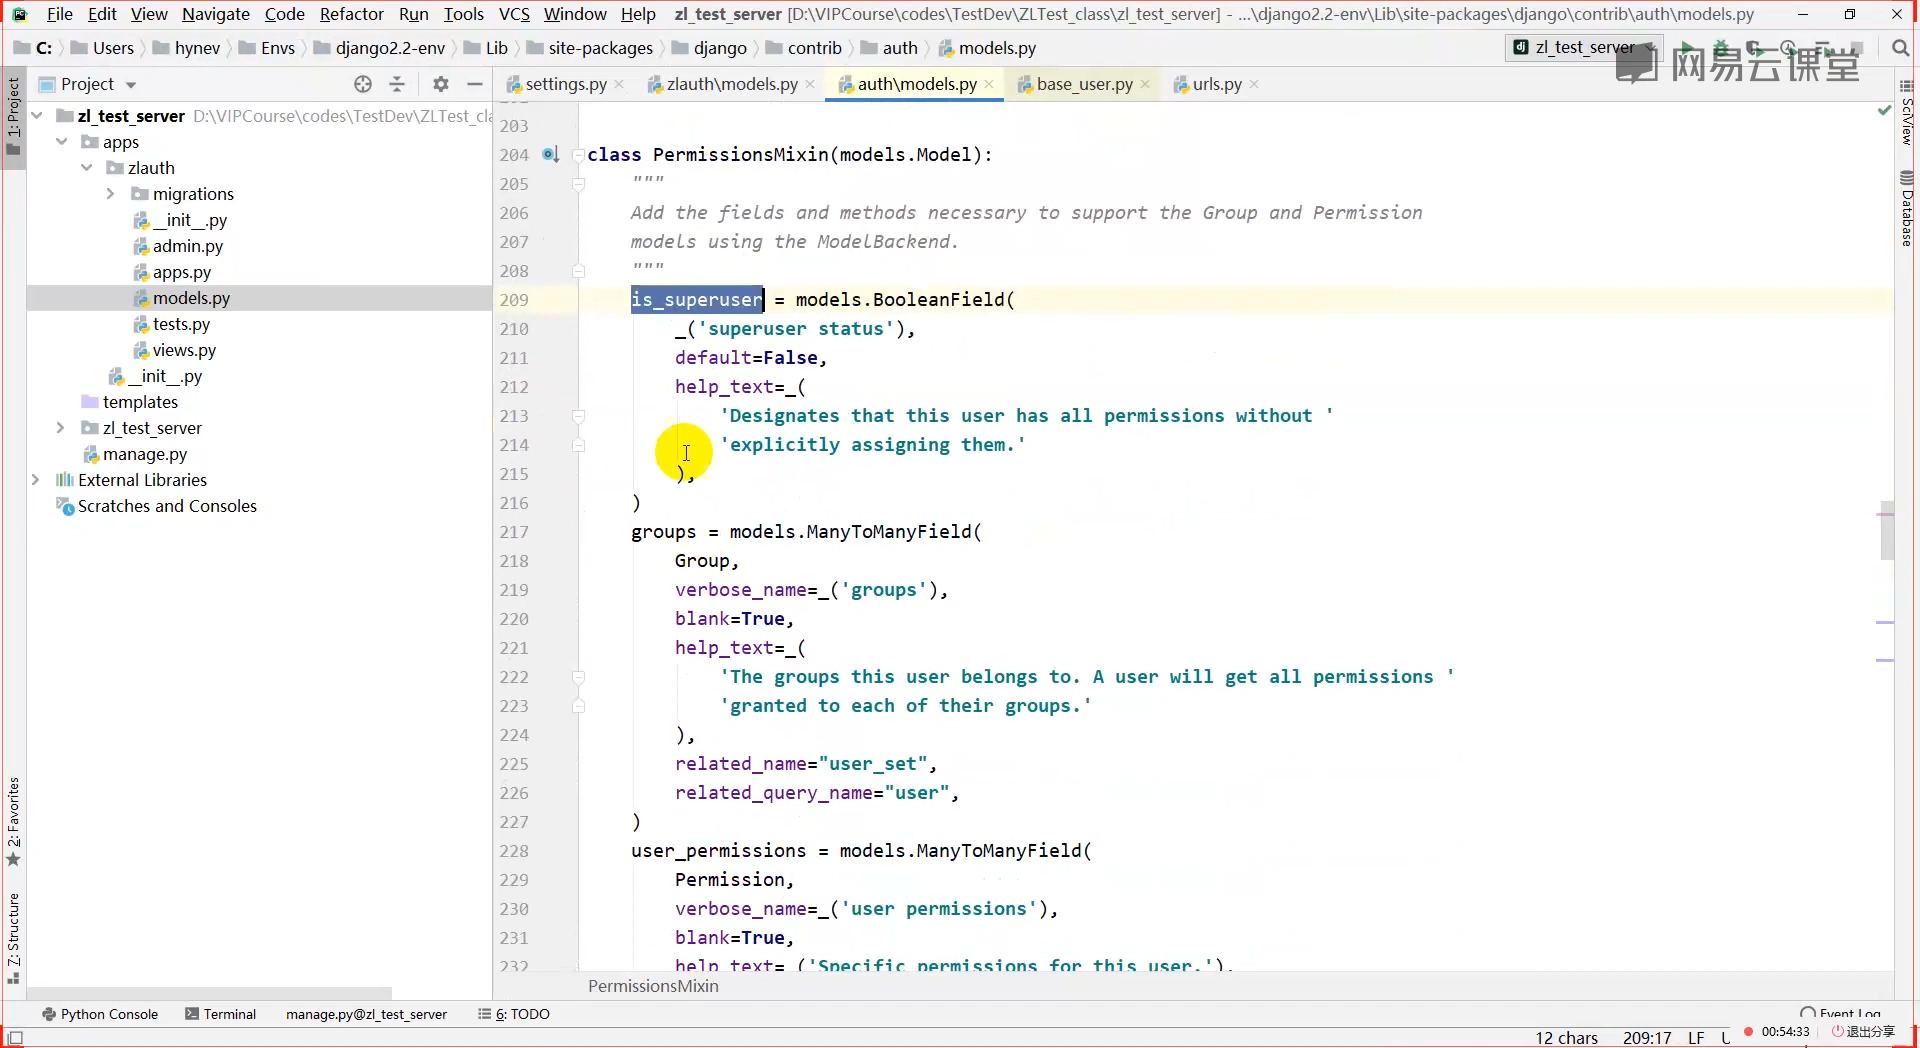 File Edit View Navigate Code Refactor Run Tools VCS Window Help zl_test_server [D:\VIPCourse\codes\TestDev\ZLTest_class\zl_test_server] - ...\django2.2-env\Lib\site-packages\django\contrib\auth\models.py
C: Users hynev Envs django2.2-env Lib site-packages django contrib auth models.py zl_test_server
网易云课堂
Project settings.py zlauth\models.py auth\models.py base_user.py urls.py
1: Project
SciView
Database
2: Favorites
7: Structure
zl_test_server D:\VIPCourse\codes\TestDev\ZLTest_cla
apps
zlauth
migrations
__init__.py
admin.py
apps.py
models.py
tests.py
views.py
__init__.py
templates
zl_test_server
manage.py
External Libraries
Scratches and Consoles
203
204 class PermissionsMixin(models.Model):
205 """
206 Add the fields and methods necessary to support the Group and Permission
207 models using the ModelBackend.
208 """
209 is_superuser = models.BooleanField(
210 _('superuser status'),
211 default=False,
212 help_text=_(
213 'Designates that this user has all permissions without '
214 'explicitly assigning them.'
215 ),
216 )
217 groups = models.ManyToManyField(
218 Group,
219 verbose_name=_('groups'),
220 blank=True,
221 help_text=_(
222 'The groups this user belongs to. A user will get all permissions '
223 'granted to each of their groups.'
224 ),
225 related_name="user_set",
226 related_query_name="user",
227 )
228 user_permissions = models.ManyToManyField(
229 Permission,
230 verbose_name=_('user permissions'),
231 blank=True,
232 help_text=_('Specific permissions for this user.'),
PermissionsMixin
Python Console Terminal manage.py@zl_test_server 6: TODO Event Log
12 chars 209:17 LF U 00:54:33 退出分享